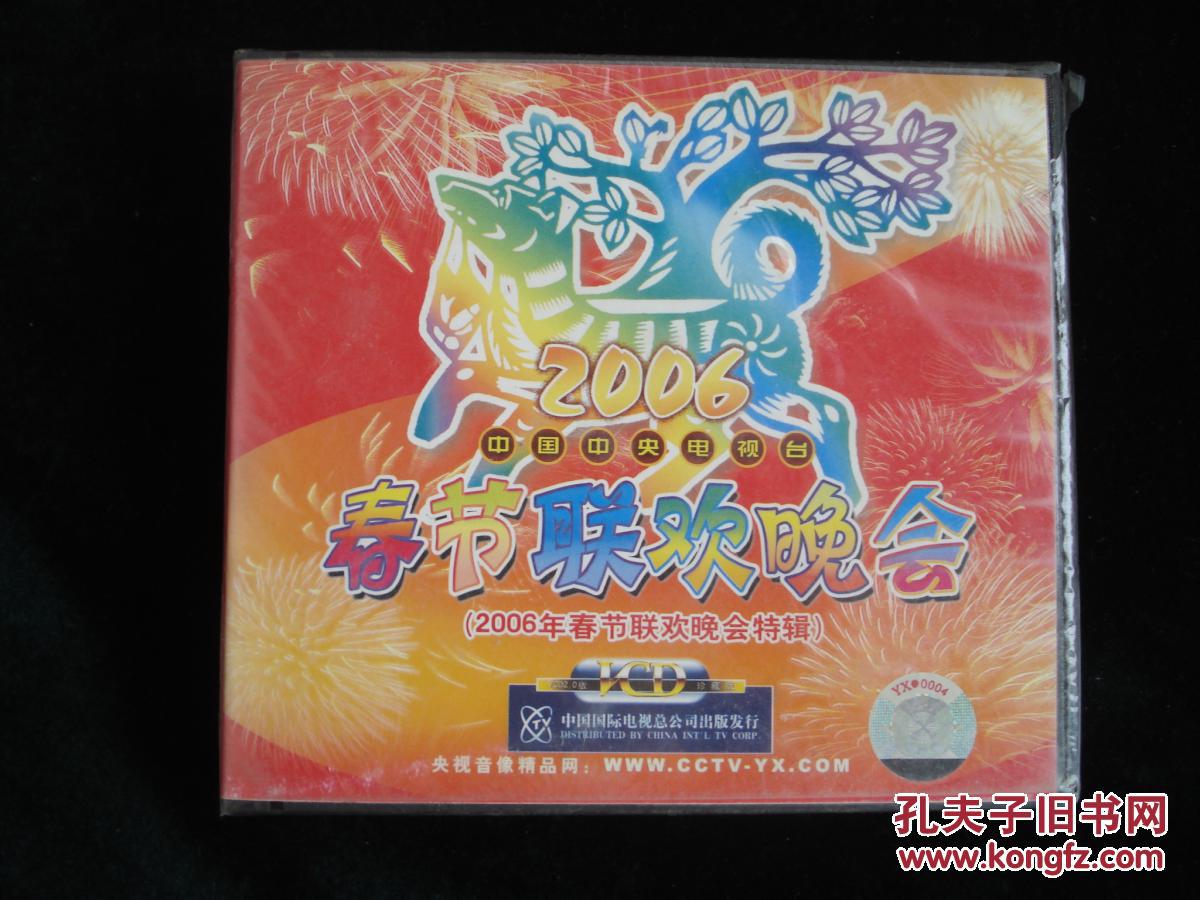 2006
中国中央电视台
春节联欢晚会
(2006年春节联欢晚会特辑)
2.0版 VCD 珍藏
中国国际电视总公司出版发行
DISTRIBUTED BY CHINA INT'L TV CORP.
央视音像精品网：WWW.CCTV-YX.COM
YX●0004
孔夫子旧书网
www.kongfz.com